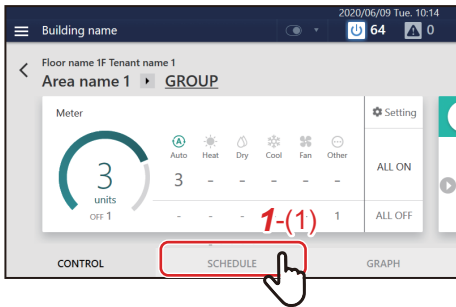 2020/06/09 Tue. 10:14
Building name 64 0
Floor name 1F Tenant name 1
Area name 1 GROUP
Meter Setting
A
Auto Heat Dry Cool Fan Other
3 units OFF 1
3 - - - - - ALL ON
- - - 1 ALL OFF
1-(1)
CONTROL SCHEDULE GRAPH